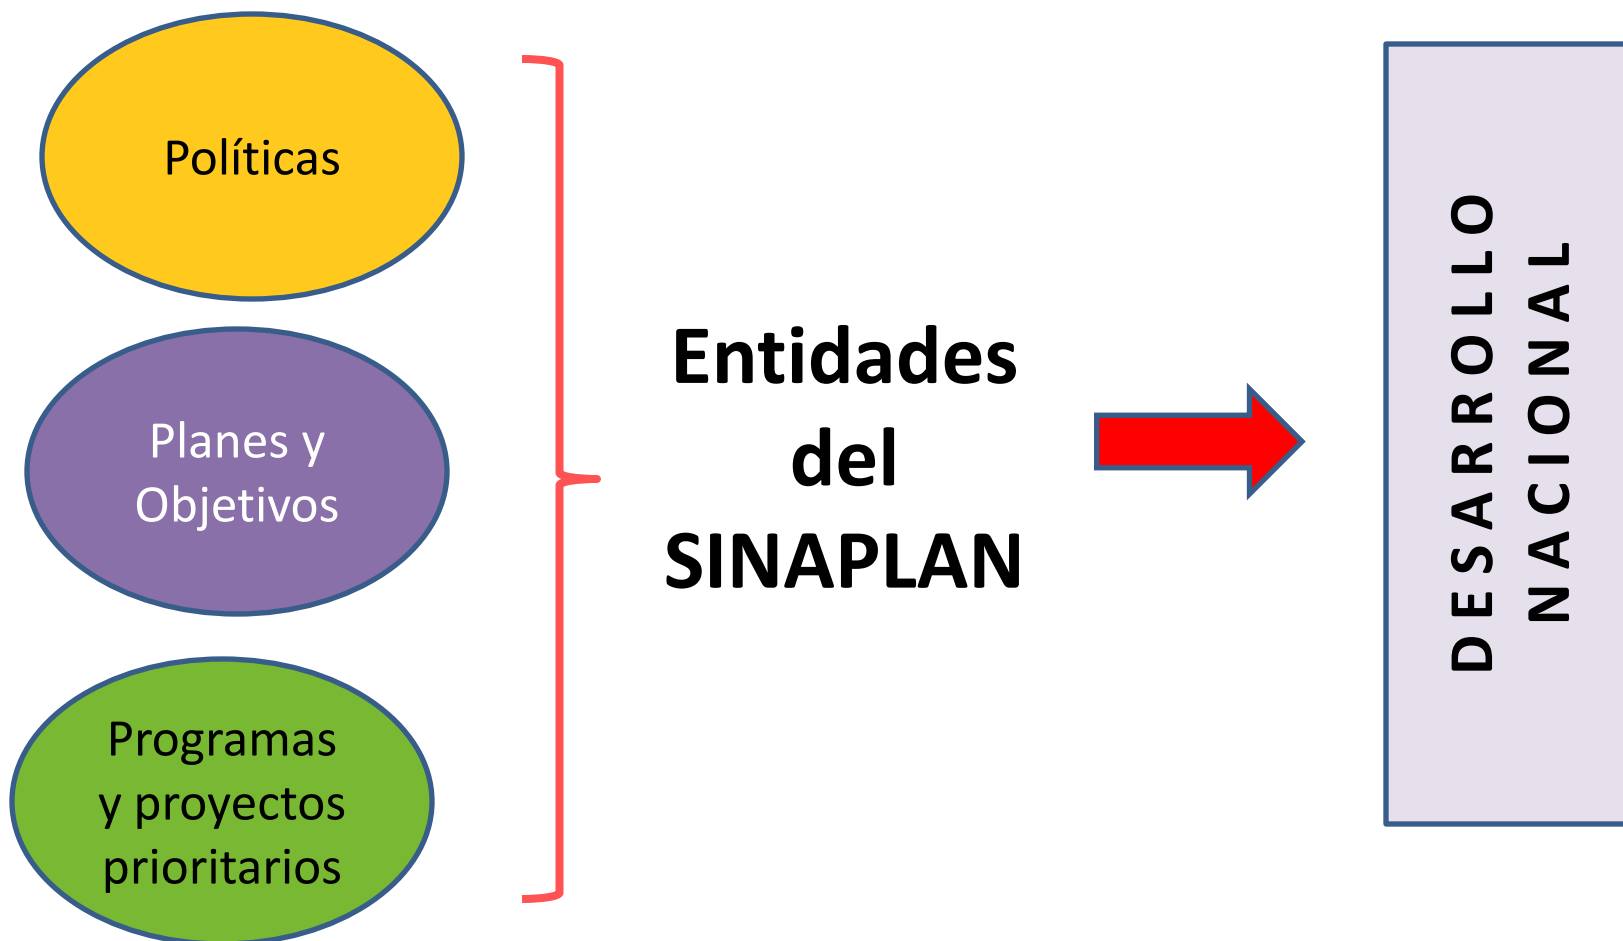 Políticas
Planes y
Objetivos
Programas
y proyectos
prioritarios
Entidades
del
SINAPLAN
DESARROLLO
NACIONAL